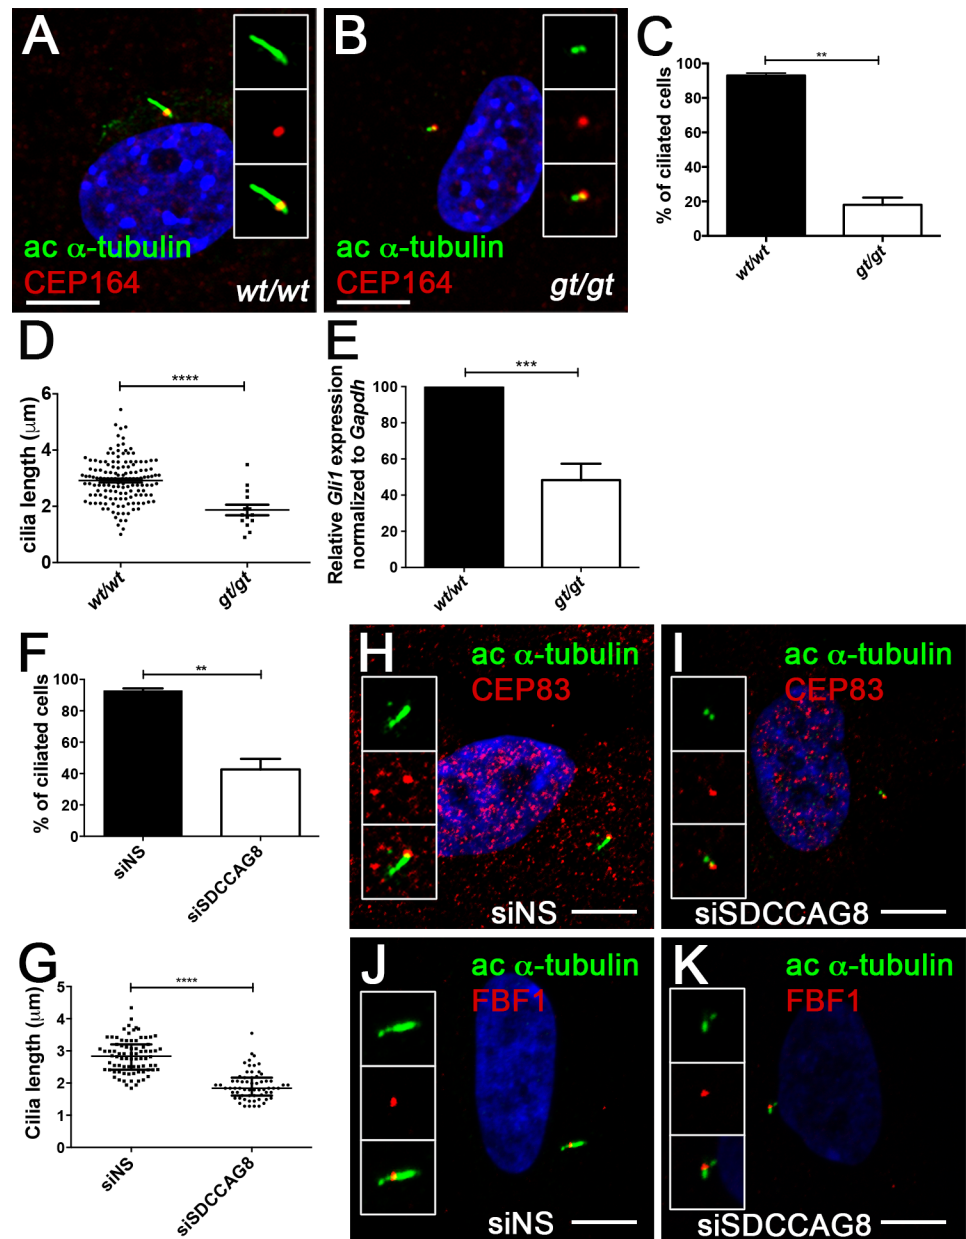 A
ac α-tubulin
CEP164
wt/wt
B
ac α-tubulin
CEP164
gt/gt
C
% of ciliated cells
100
80
60
40
20
0
**
wt/wt
gt/gt
D
cilia length (μm)
6
4
2
0
****
wt/wt
gt/gt
E
Relative Gli1 expression
normalized to Gapdh
100
80
60
40
20
0
***
wt/wt
gt/gt
F
% of ciliated cells
100
80
60
40
20
0
**
siNS
siSDCCAG8
G
Cilia length (μm)
5
4
3
2
1
0
****
siNS
siSDCCAG8
H
ac α-tubulin
CEP83
siNS
I
ac α-tubulin
CEP83
siSDCCAG8
J
ac α-tubulin
FBF1
siNS
K
ac α-tubulin
FBF1
siSDCCAG8